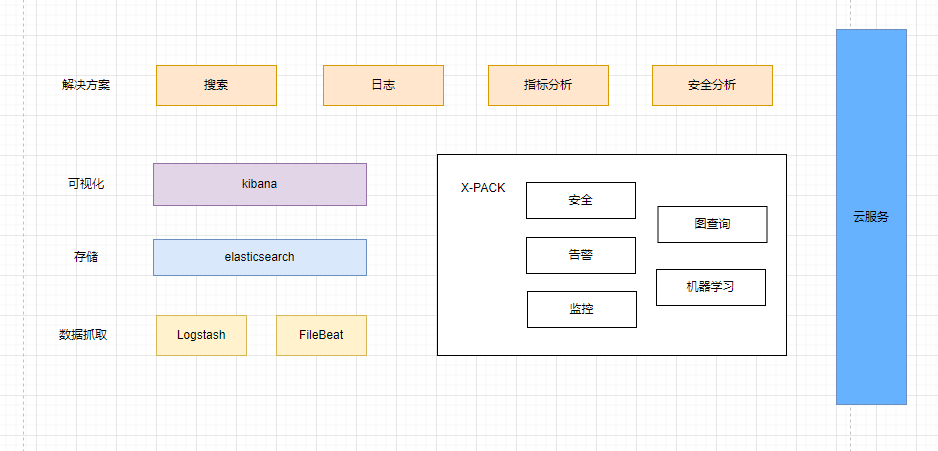 解决方案
搜索
日志
指标分析
安全分析
可视化
kibana
存储
elasticsearch
数据抓取
Logstash
FileBeat
X-PACK
安全
告警
监控
图查询
机器学习
云服务